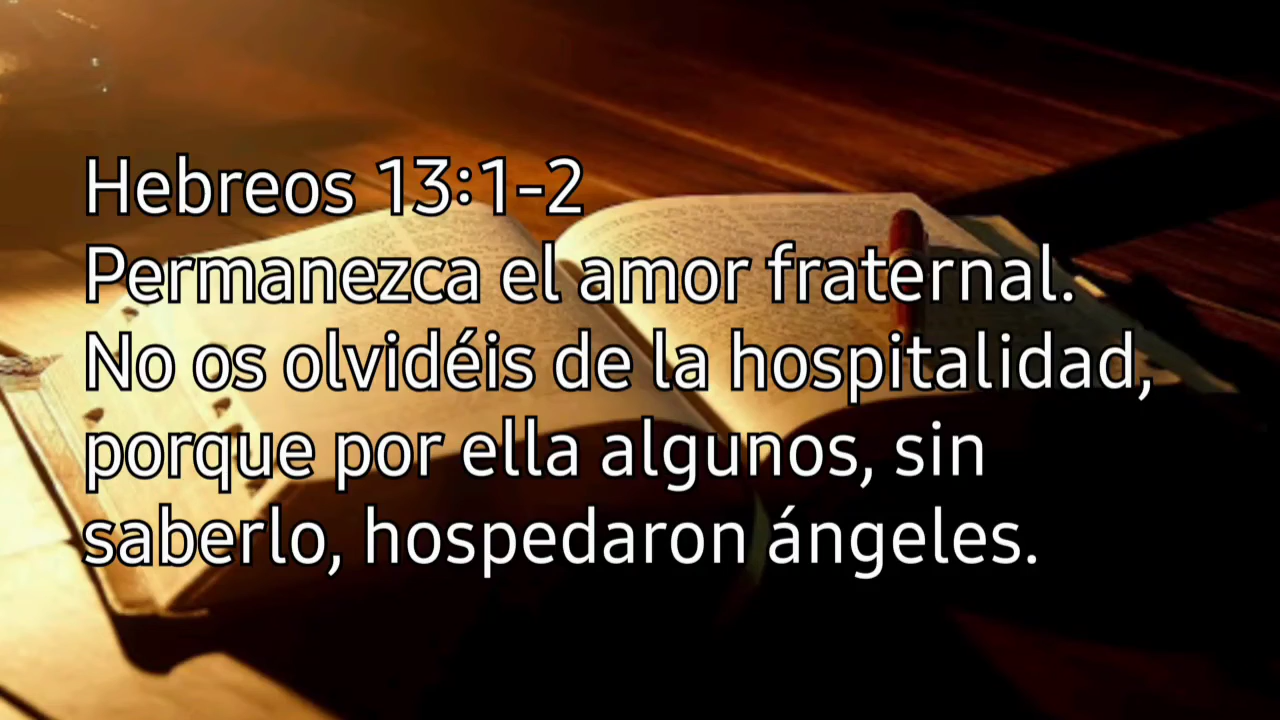 Hebreos 13:1-2
Permanezca el amor fraternal.
No os olvidéis de la hospitalidad,
porque por ella algunos, sin
saberlo, hospedaron ángeles.